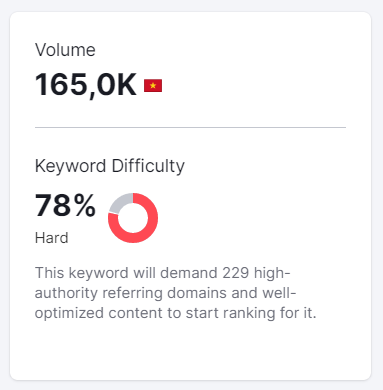 Volume
165,0K
Keyword Difficulty
78%
Hard
This keyword will demand 229 high-
authority referring domains and well-
optimized content to start ranking for it.